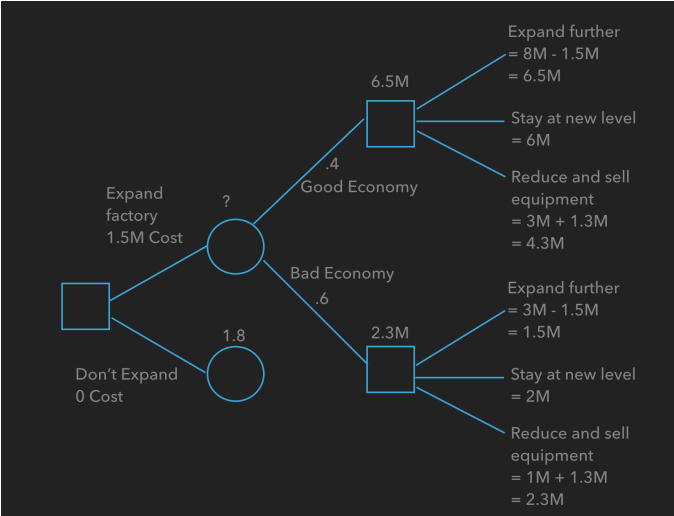 Expand further
= 8M - 1.5M
= 6.5M
6.5M
Stay at new level
= 6M
.4
Good Economy
Reduce and sell
equipment
= 3M + 1.3M
= 4.3M
Expand
factory
1.5M Cost
?
Bad Economy
.6
Expand further
= 3M - 1.5M
= 1.5M
2.3M
1.8
Don’t Expand
0 Cost
Stay at new level
= 2M
Reduce and sell
equipment
= 1M + 1.3M
= 2.3M